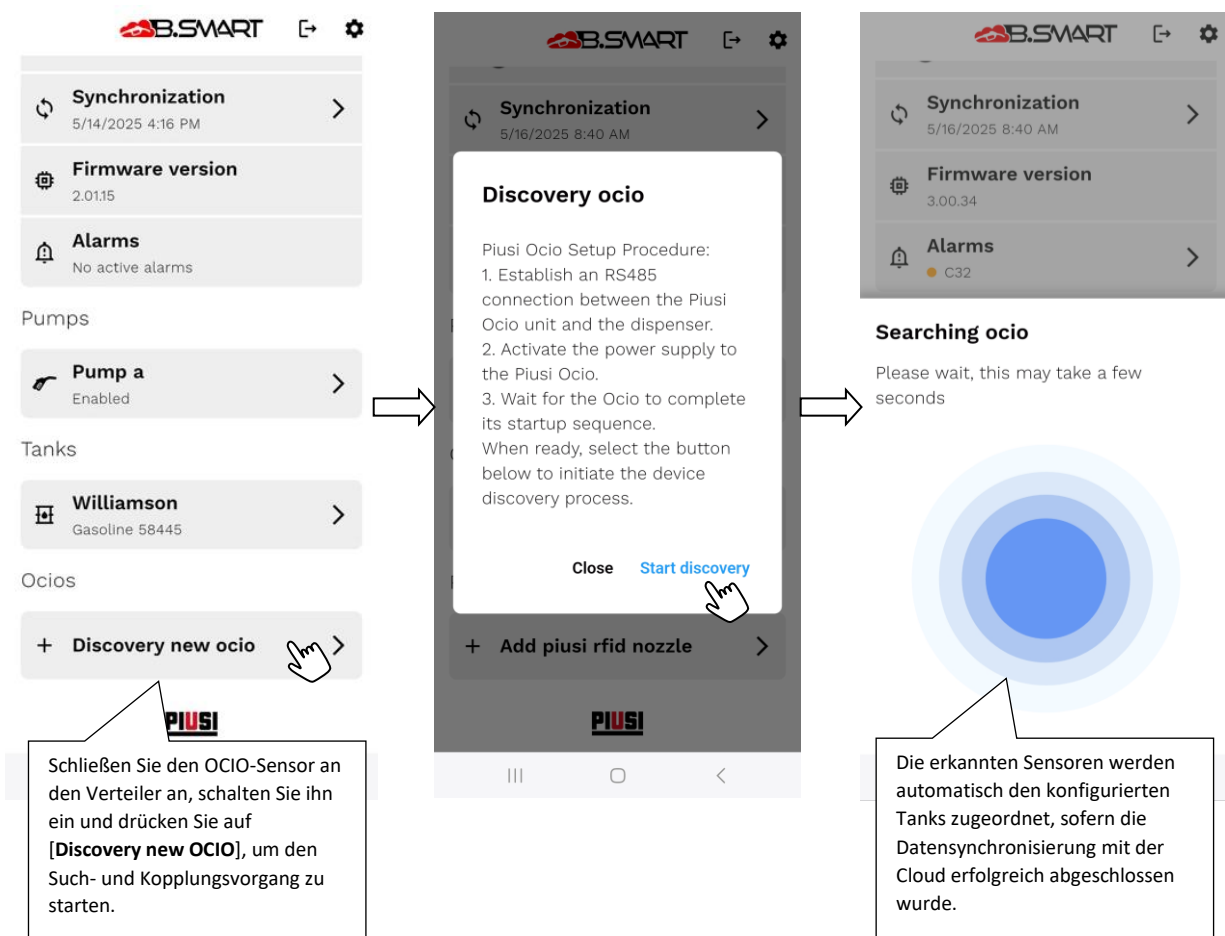 B.SMART
Synchronization
5/14/2025 4:16 PM
Firmware version
2.01.15
Alarms
No active alarms
Pumps
Pump a
Enabled
Tanks
Williamson
Gasoline 58445
Ocios
+ Discovery new ocio
PIUSI
Schließen Sie den OCIO-Sensor an
den Verteiler an, schalten Sie ihn
ein und drücken Sie auf
[Discovery new OCIO], um den
Such- und Kopplungsvorgang zu
starten.
B.SMART
Synchronization
5/16/2025 8:40 AM
Discovery ocio
Piusi Ocio Setup Procedure:
1. Establish an RS485
connection between the Piusi
Ocio unit and the dispenser.
2. Activate the power supply to
the Piusi Ocio.
3. Wait for the Ocio to complete
its startup sequence.
When ready, select the button
below to initiate the device
discovery process.
Close Start discovery
+ Add piusi rfid nozzle
PIUSI
B.SMART
Synchronization
5/16/2025 8:40 AM
Firmware version
3.00.34
Alarms
C32
Searching ocio
Please wait, this may take a few
seconds
Die erkannten Sensoren werden
automatisch den konfigurierten
Tanks zugeordnet, sofern die
Datensynchronisierung mit der
Cloud erfolgreich abgeschlossen
wurde.